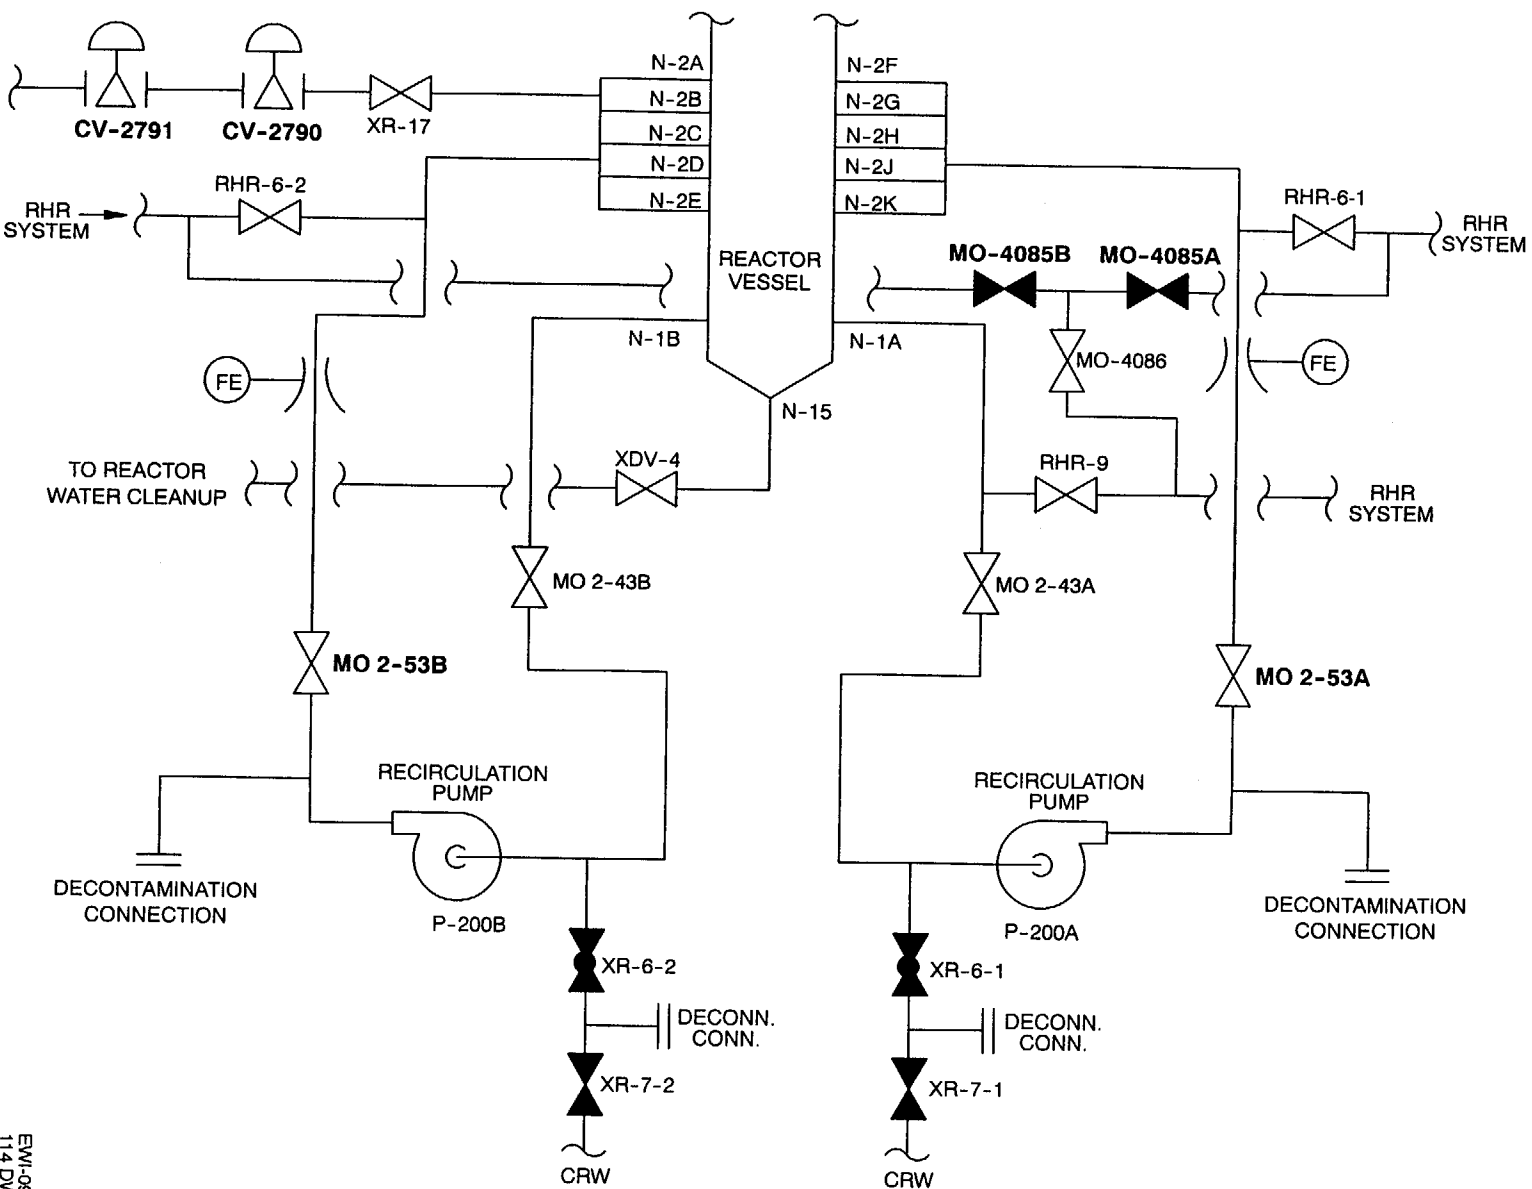 N-2A
N-2F
N-2B
N-2G
CV-2791
CV-2790
XR-17
N-2C
N-2H
N-2D
N-2J
RHR-6-2
N-2E
N-2K
RHR-6-1
RHR
SYSTEM
RHR
SYSTEM
REACTOR
VESSEL
MO-4085B
MO-4085A
N-1B
N-1A
MO-4086
FE
FE
N-15
TO REACTOR
WATER CLEANUP
XDV-4
RHR-9
RHR
SYSTEM
MO 2-43B
MO 2-43A
MO 2-53B
MO 2-53A
RECIRCULATION
PUMP
RECIRCULATION
PUMP
DECONTAMINATION
CONNECTION
P-200B
P-200A
DECONTAMINATION
CONNECTION
XR-6-2
XR-6-1
DECONN.
CONN.
DECONN.
CONN.
XR-7-2
XR-7-1
CRW
CRW